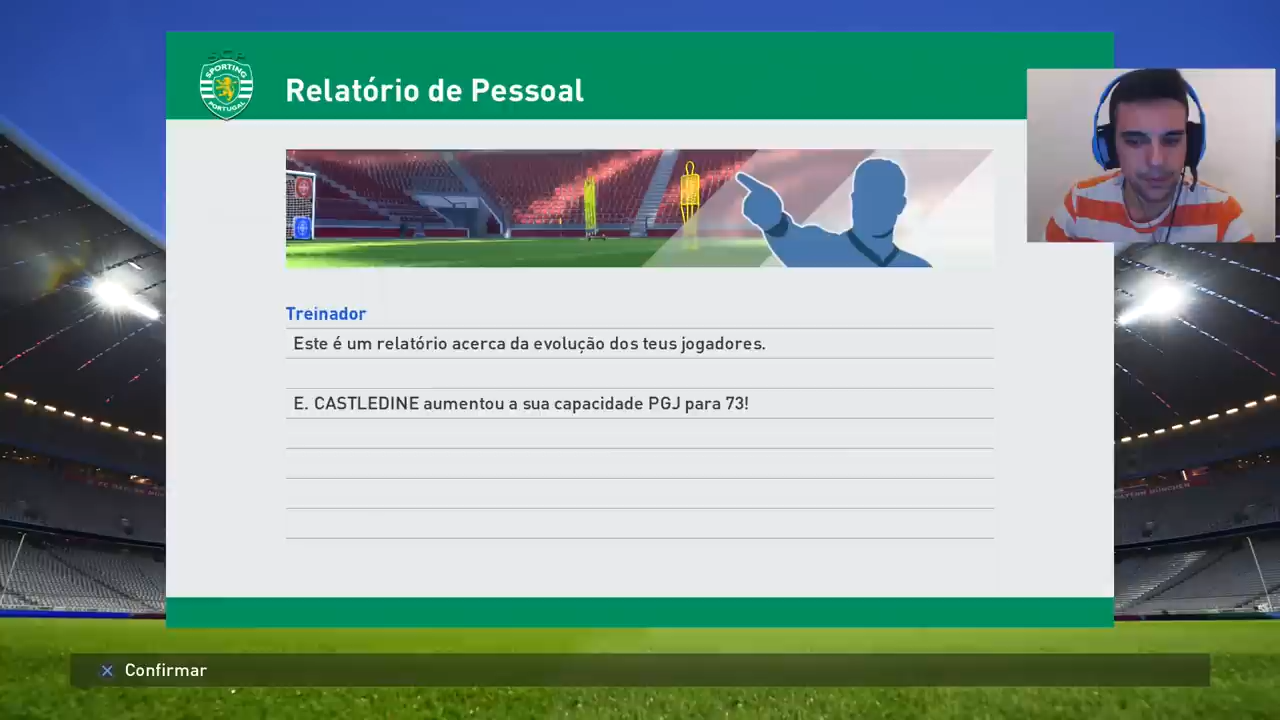 SPORTING
PORTUGAL
Relatório de Pessoal
Treinador
Este é um relatório acerca da evolução dos teus jogadores.
E. CASTLEDINE aumentou a sua capacidade PGJ para 73!
Confirmar